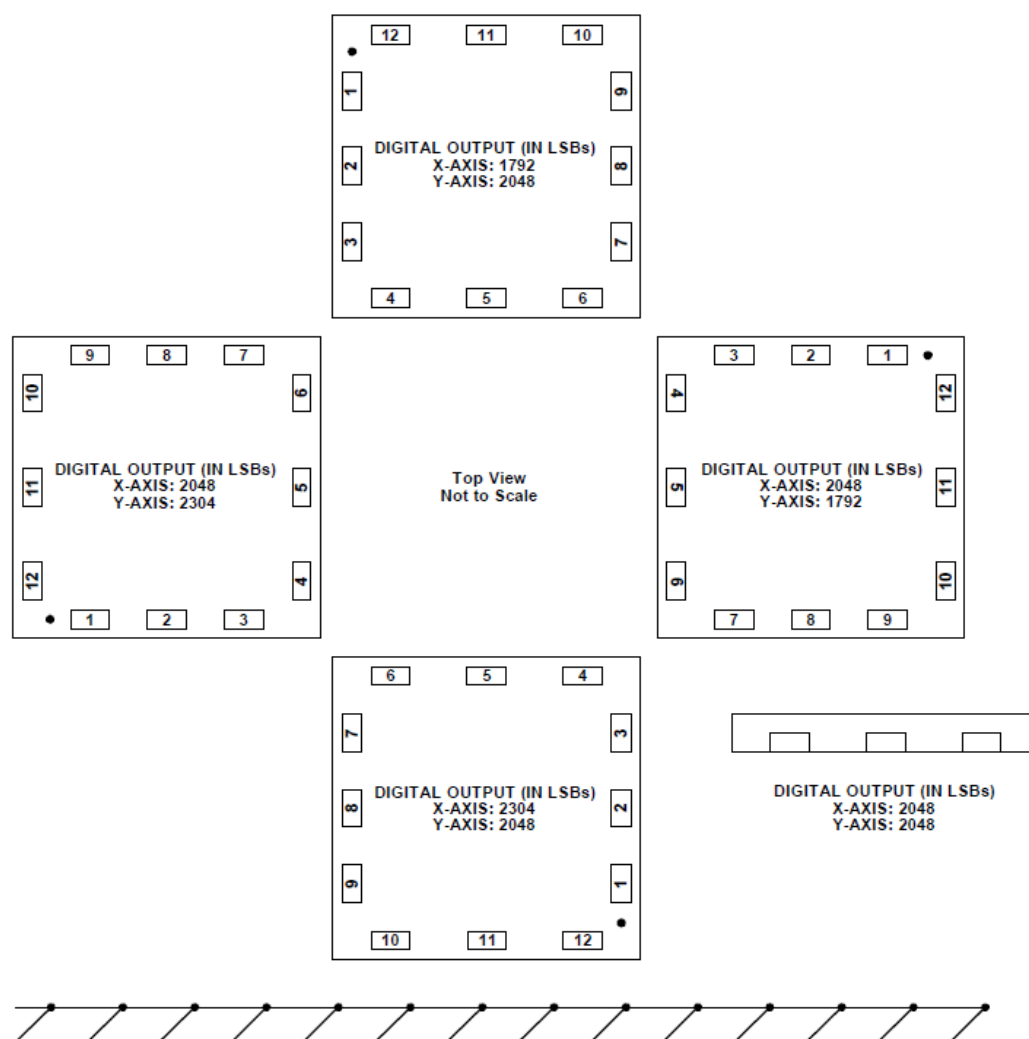 12 11 10
1 9
DIGITAL OUTPUT (IN LSBs)
2 8
X-AXIS: 1792
Y-AXIS: 2048
3 7
4 5 6
9 8 7
10 6
DIGITAL OUTPUT (IN LSBs)
11 5
X-AXIS: 2048
Y-AXIS: 2304
12 4
1 2 3
Top View
Not to Scale
3 2 1
4 12
DIGITAL OUTPUT (IN LSBs)
5 11
X-AXIS: 2048
Y-AXIS: 1792
6 10
7 8 9
6 5 4
7 3
DIGITAL OUTPUT (IN LSBs)
8 2
X-AXIS: 2304
Y-AXIS: 2048
9 1
10 11 12
DIGITAL OUTPUT (IN LSBs)
X-AXIS: 2048
Y-AXIS: 2048